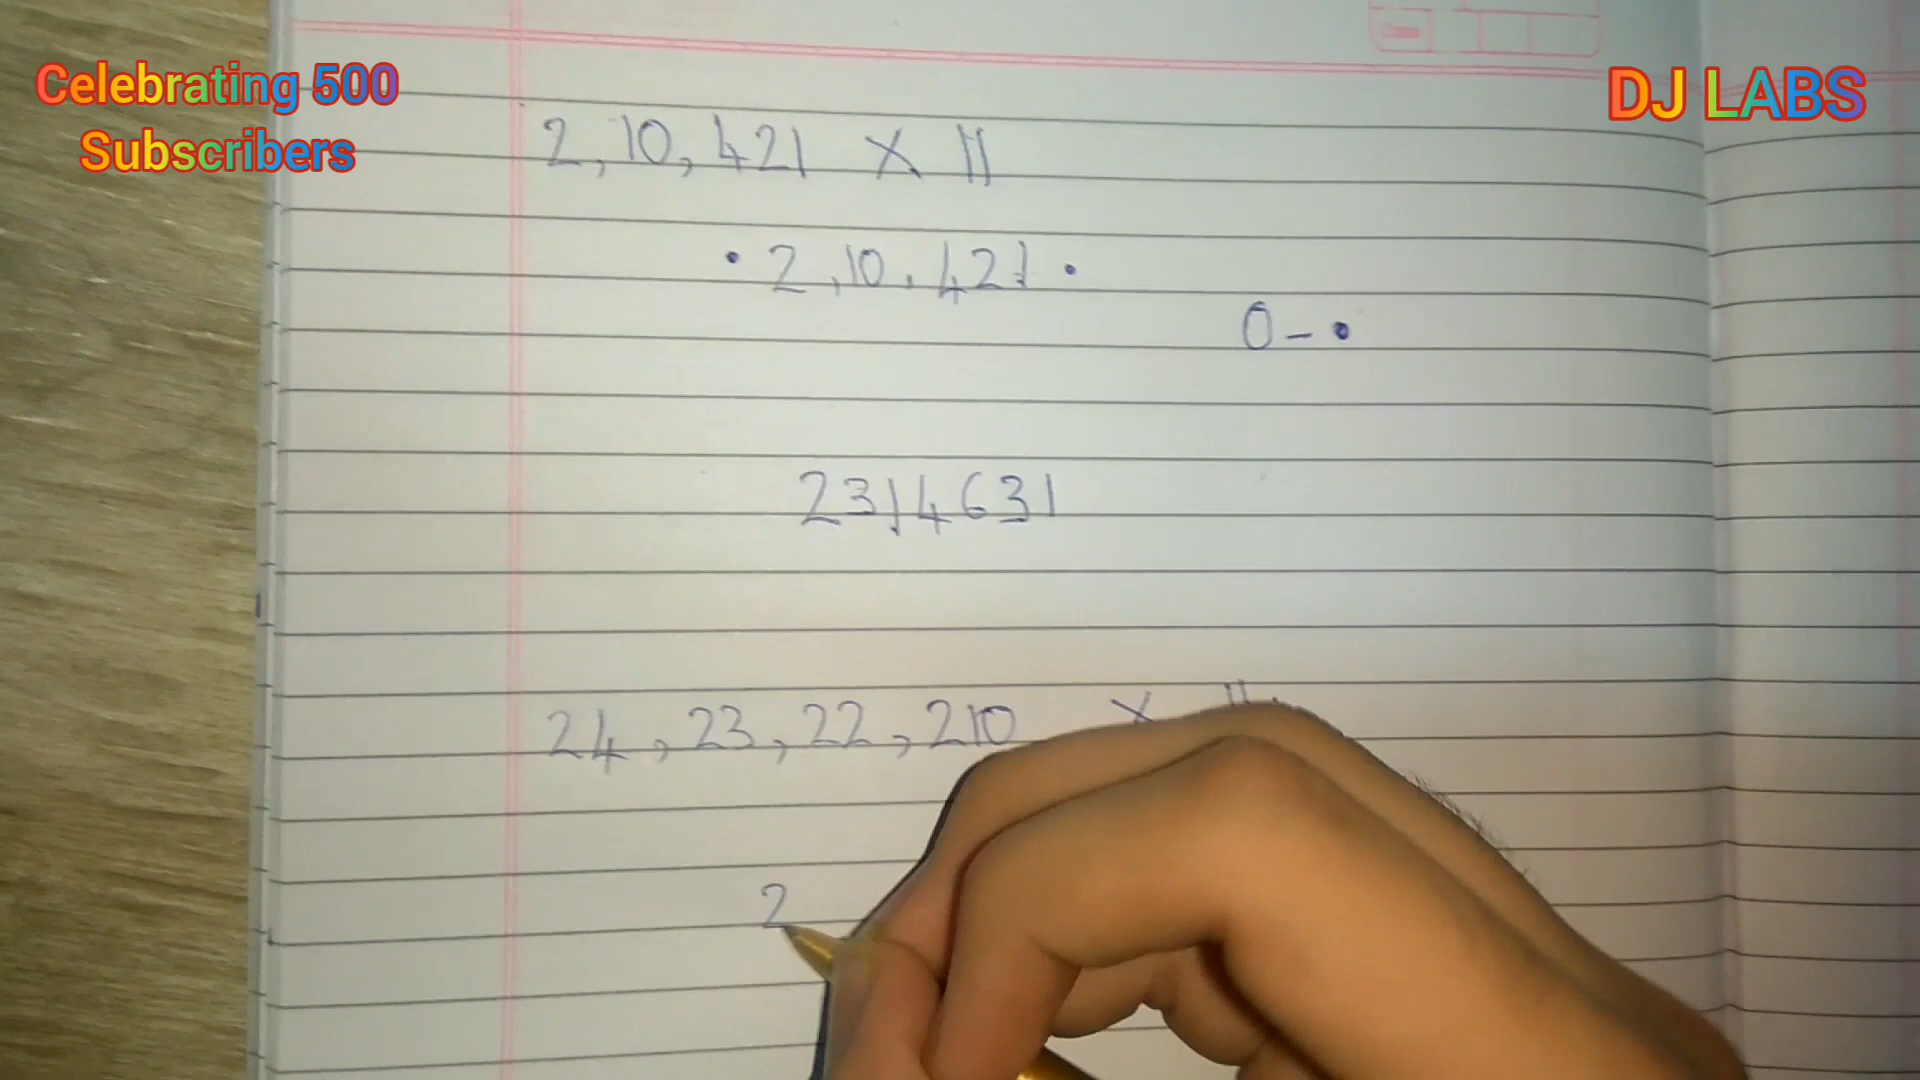 Celebrating 500
Subscribers
DJ LABS
2,10,421 × 11
• 2,10,421 •
0 - •
2314631
24,23,22,210 × 11
2